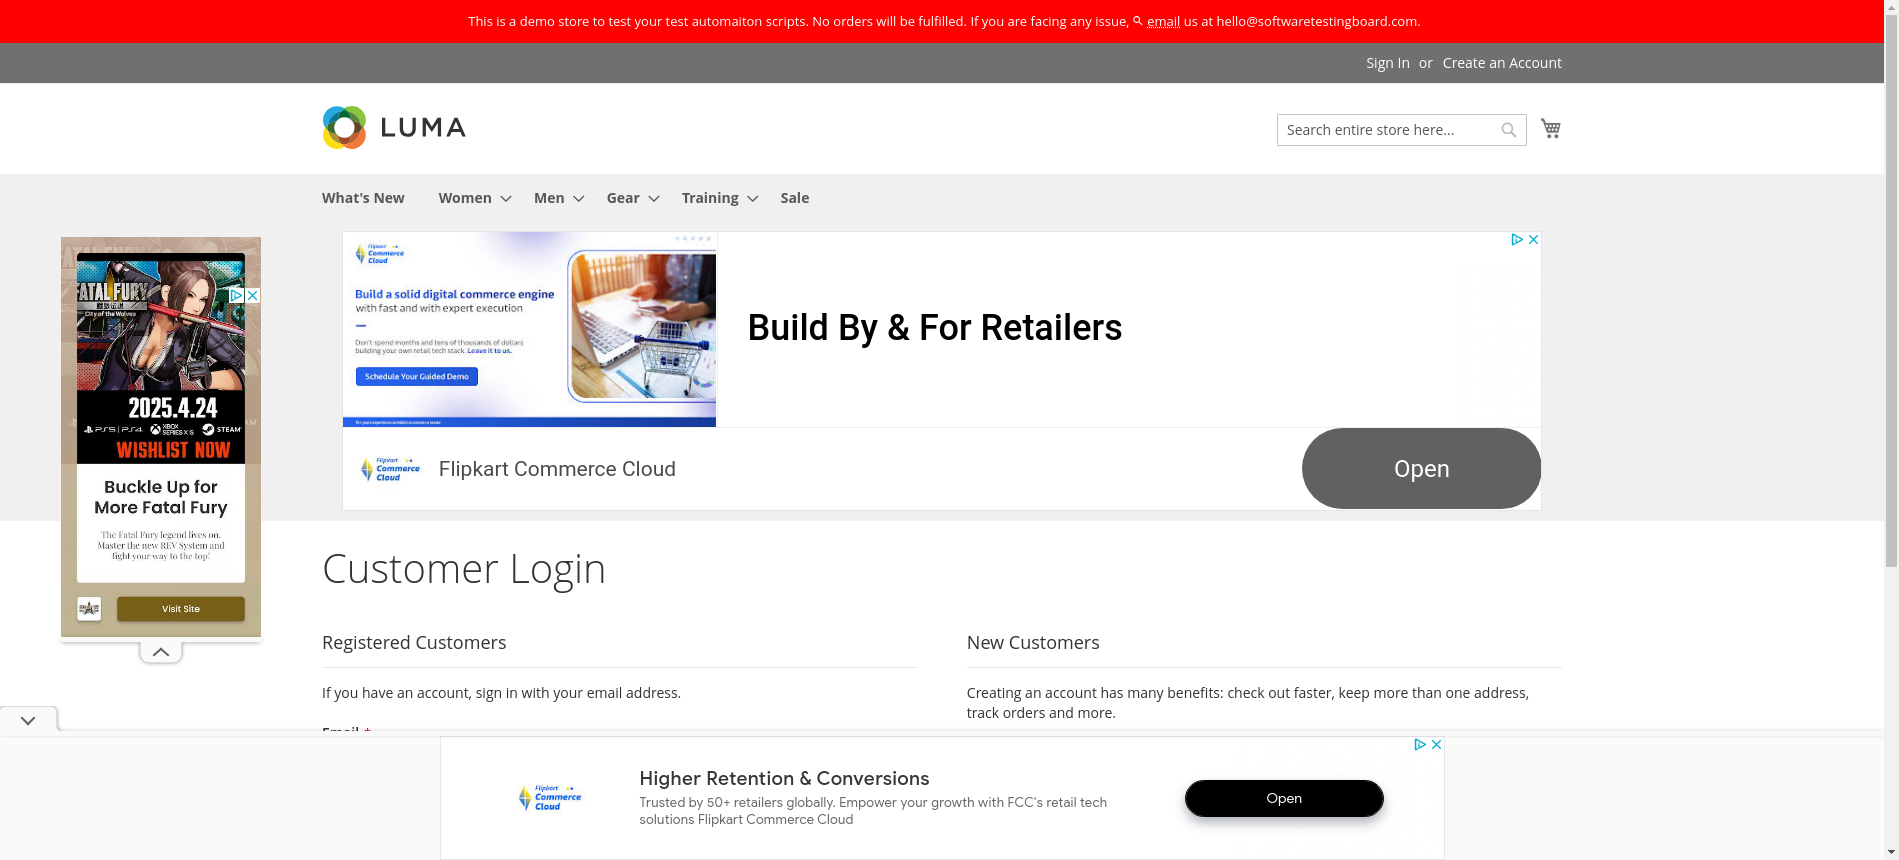 This is a demo store to test your test automaiton scripts. No orders will be fulfilled. If you are facing any issue, email us at hello@softwaretestingboard.com.
Sign In or Create an Account
LUMA
Search entire store here...
What's New Women Men Gear Training Sale
FATAL FURY
City of the Wolves
2025.4.24
PS5 | PS4 XBOX SERIES X|S STEAM
WISHLIST NOW
Buckle Up for
More Fatal Fury
The Fatal Fury legend lives on.
Master the new REV System and
fight your way to the top!
Visit Site
Flipkart
Commerce
Cloud
Build a solid digital commerce engine
with fast and with expert execution
Don't spend months and tens of thousands of dollars
building your own retail tech stack. Leave it to us.
Schedule Your Guided Demo
Build By & For Retailers
Flipkart
Commerce
Cloud
Flipkart Commerce Cloud
Open
Customer Login
Registered Customers
If you have an account, sign in with your email address.
Email *
New Customers
Creating an account has many benefits: check out faster, keep more than one address,
track orders and more.
Flipkart
Commerce
Cloud
Higher Retention & Conversions
Trusted by 50+ retailers globally. Empower your growth with FCC's retail tech
solutions Flipkart Commerce Cloud
Open